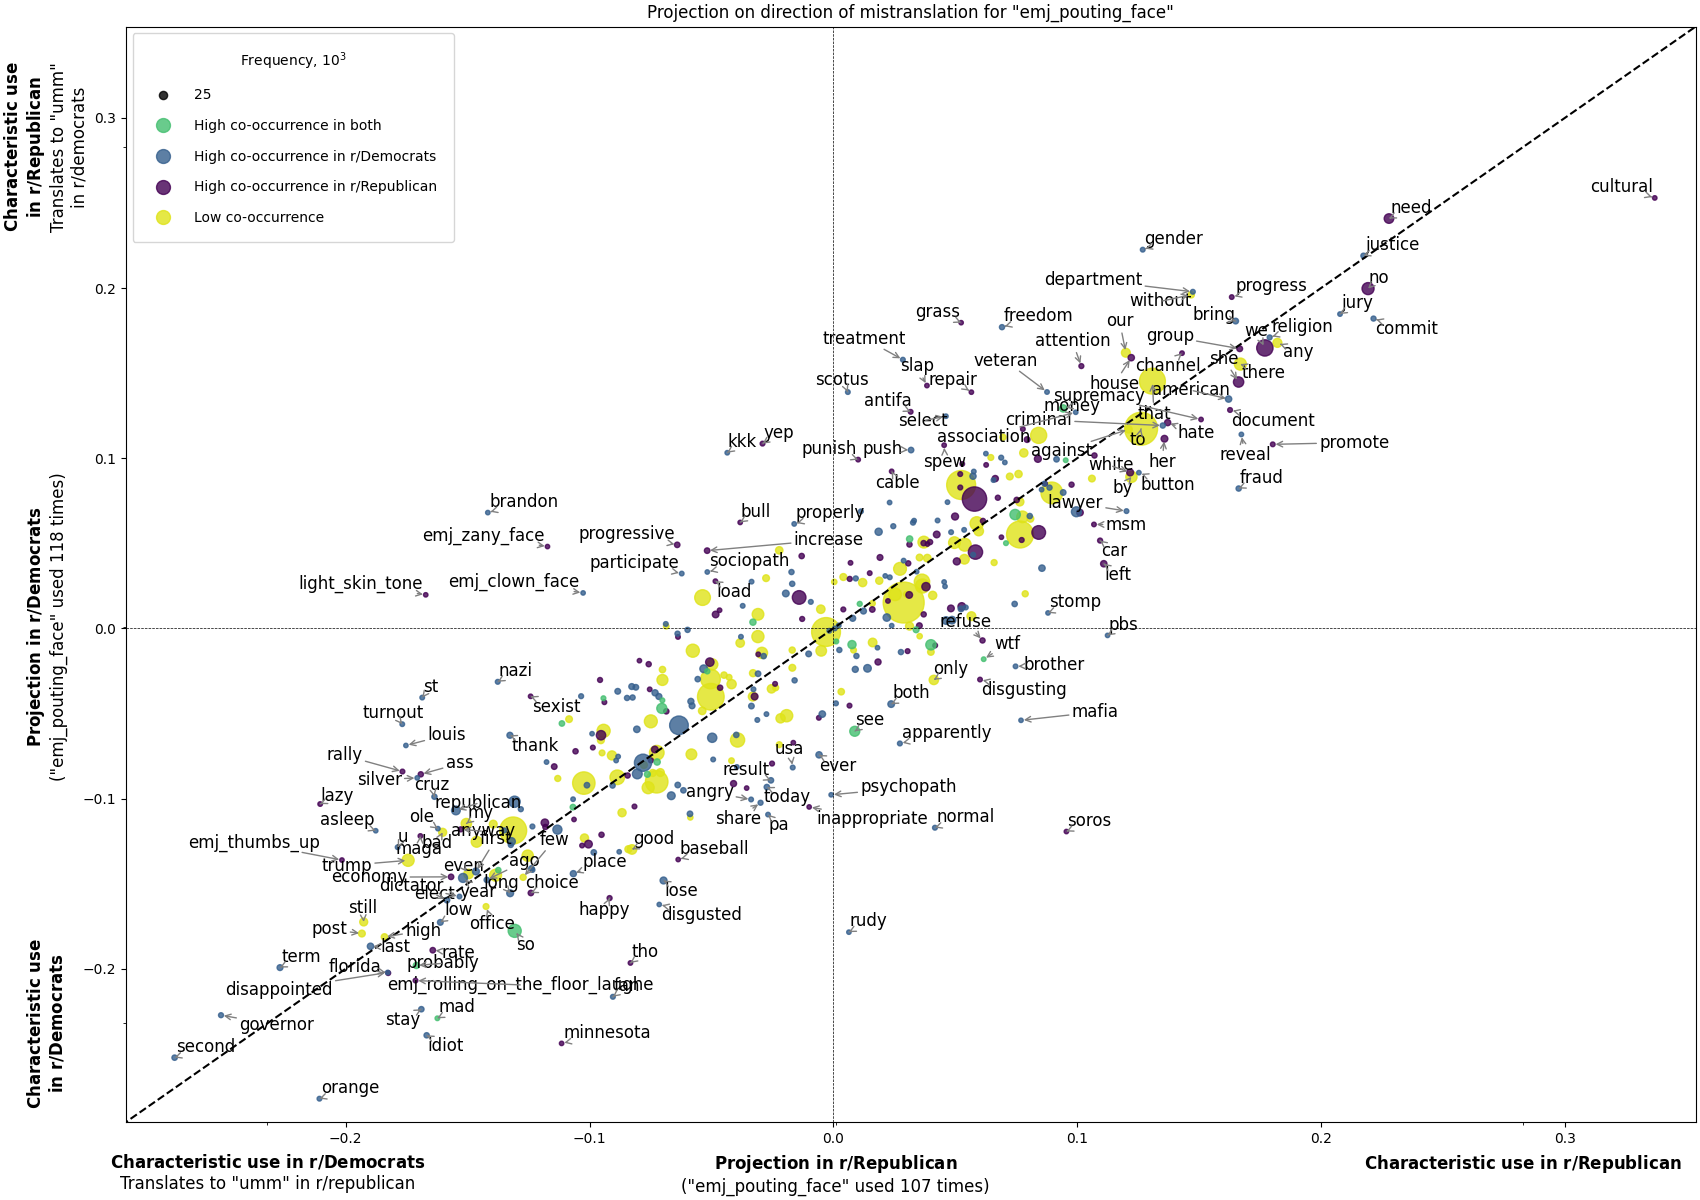 Projection on direction of mistranslation for "emj_pouting_face"
Frequency, 10³
25
High co-occurrence in both
High co-occurrence in r/Democrats
High co-occurrence in r/Republican
Low co-occurrence
Characteristic use
in r/Republican
Translates to "umm"
in r/democrats
Projection in r/Democrats
("emj_pouting_face" used 118 times)
Characteristic use
in r/Democrats
0.3
0.2
0.1
0.0
−0.1
−0.2
cultural
need
gender
justice
department
no
progress
without
jury
grass
freedom
our
bring
commit
treatment
attention
group
we
religion
any
slap
veteran
channel
she
there
scotus
repair
house
american
antifa
supremacy
money
select
criminal
that
document
kkk
yep
association
to
hate
promote
punish
push
against
her
reveal
spew
white
cable
by
button
fraud
brandon
lawyer
bull
properly
msm
emj_zany_face
progressive
increase
car
participate
sociopath
left
light_skin_tone
emj_clown_face
load
stomp
refuse
pbs
wtf
nazi
only
brother
st
sexist
both
disgusting
turnout
see
mafia
louis
thank
apparently
rally
ass
usa
ever
silver
cruz
result
psychopath
lazy
republican
angry
today
asleep
ole
my
share
pa
inappropriate
normal
soros
emj_thumbs_up
u
bad
anyway
first
few
good
baseball
maga
trump
even
ago
place
economy
dictator
long
choice
lose
elect
year
still
low
office
happy
disgusted
post
high
so
rudy
last
term
florida
rate
probably
tho
disappointed
emj_rolling_on_the_floor_laughe
stay
mad
governor
idiot
minnesota
second
orange
−0.2
−0.1
0.0
0.1
0.2
0.3
Characteristic use in r/Democrats
Translates to "umm" in r/republican
Projection in r/Republican
("emj_pouting_face" used 107 times)
Characteristic use in r/Republican